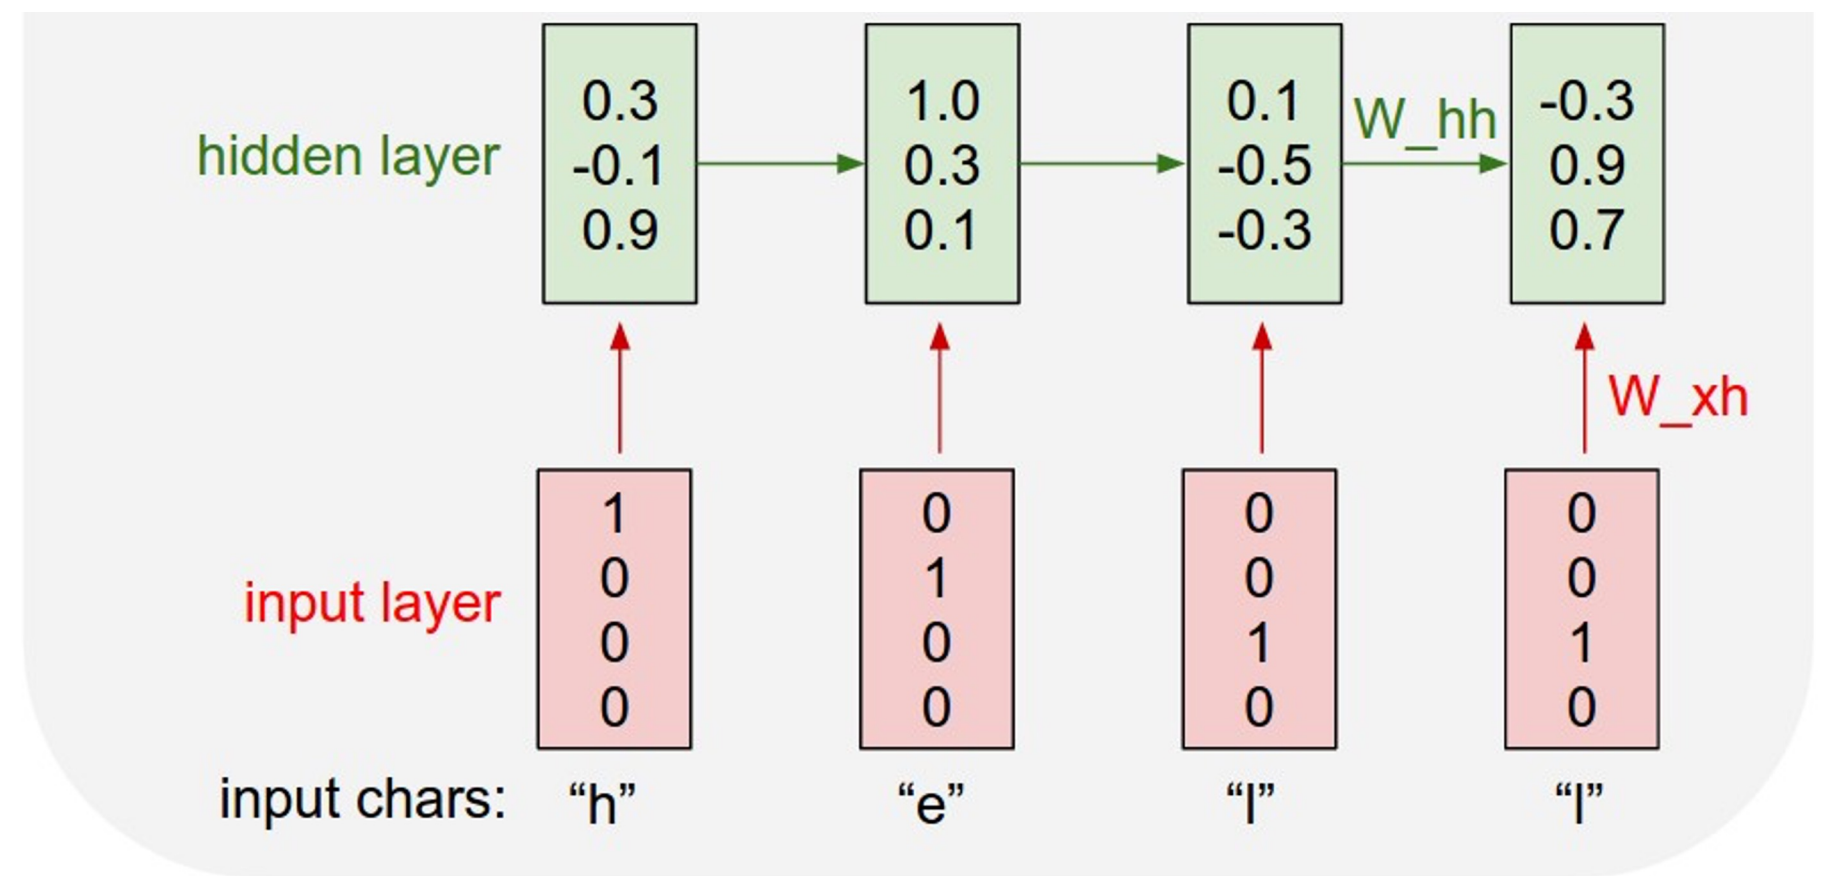 0.3 1.0 0.1 W_hh -0.3
hidden layer -0.1 0.3 -0.5 0.9
0.9 0.1 -0.3 0.7
W_xh
1 0 0 0
0 1 0 0
input layer 0 0 1 1
0 0 0 0
input chars: “h” “e” “l” “l”